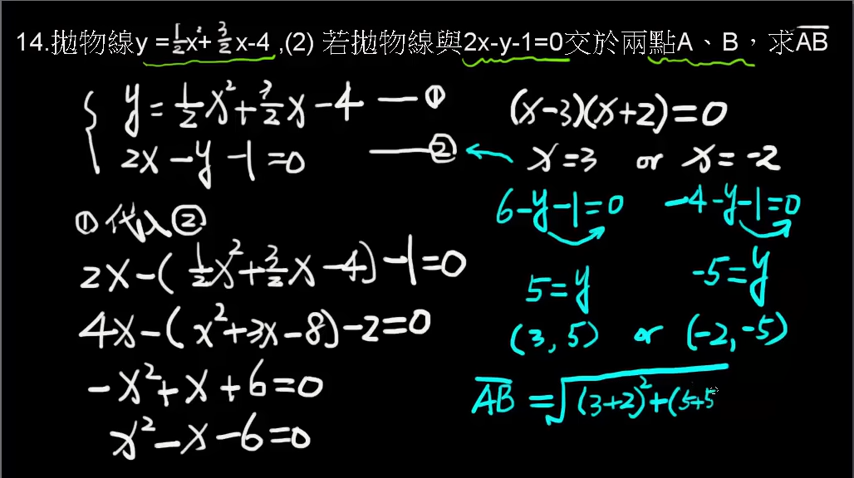 14.拋物線y =½x²+ 3/2x-4 ,(2) 若拋物線與2x-y-1=0交於兩點A、B，求A̅B̅
y = ½x² + 3/2x - 4 — ①
2x - y - 1 = 0 — ②
①代入②
2x - (½x² + 3/2x - 4) - 1 = 0
4x - (x² + 3x - 8) - 2 = 0
-x² + x + 6 = 0
x² - x - 6 = 0
(x-3)(x+2) = 0
x = 3 or x = -2
6-y-1=0 -4-y-1=0
5 = y -5 = y
(3, 5) or (-2, -5)
A̅B̅ = √(3+2)²+(5+5